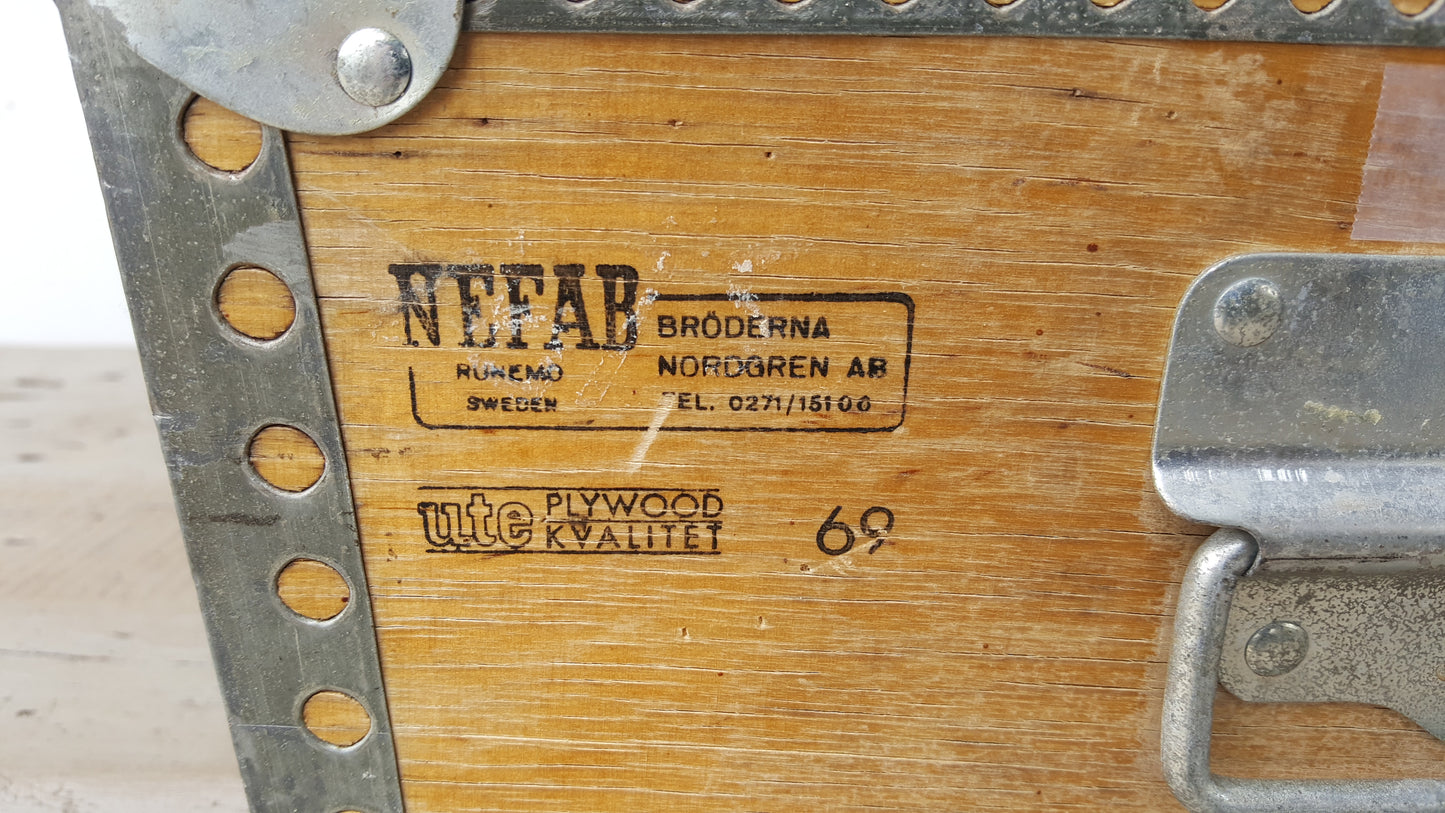 NEFAB
RUNEMO
SWEDEN
BRÖDERNA
NORDGREN AB
TEL. 0271/15100
ute PLYWOOD
KVALITET
69